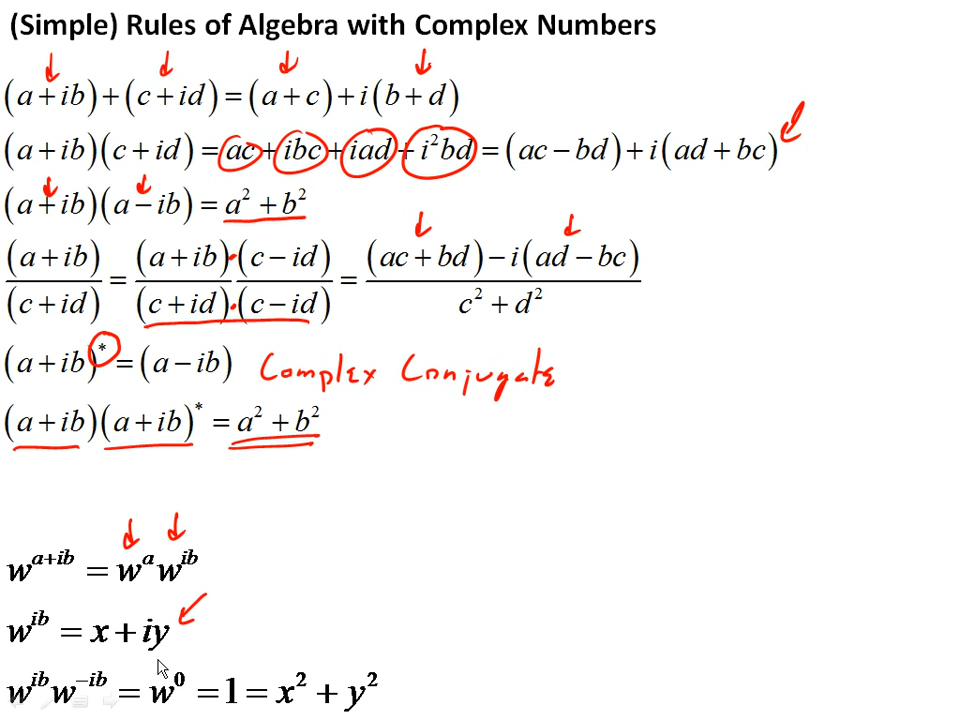 (Simple) Rules of Algebra with Complex Numbers
(a + ib) + (c + id) = (a + c) + i(b + d)
(a + ib)(c + id) = ac + ibc + iad + i²bd = (ac − bd) + i(ad + bc)
(a + ib)(a − ib) = a² + b²
(a + ib)/(c + id) = (a + ib)·(c − id)/(c + id)·(c − id) = (ac + bd) − i(ad − bc)/c² + d²
(a + ib)* = (a − ib) Complex Conjugate
(a + ib)(a + ib)* = a² + b²
w^{a+ib} = w^a w^{ib}
w^{ib} = x + iy
w^{ib} w^{−ib} = w⁰ = 1 = x² + y²